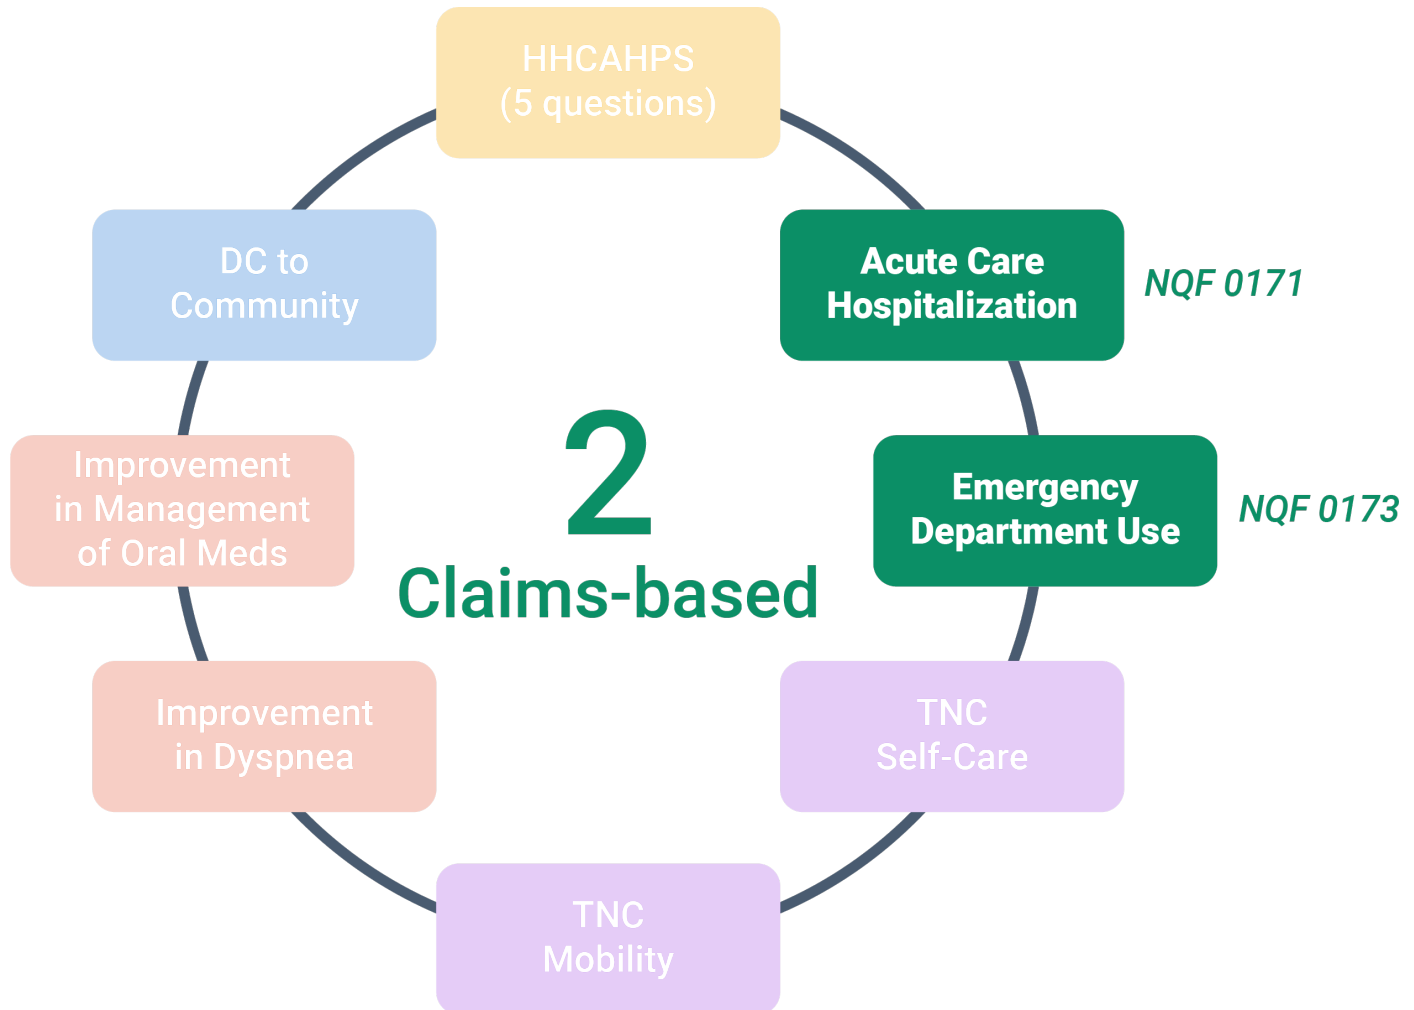 HHCAHPS
(5 questions)
DC to
Community
Acute Care
Hospitalization
NQF 0171
Improvement
in Management
of Oral Meds
2
Claims-based
Emergency
Department Use
NQF 0173
Improvement
in Dyspnea
TNC
Self-Care
TNC
Mobility